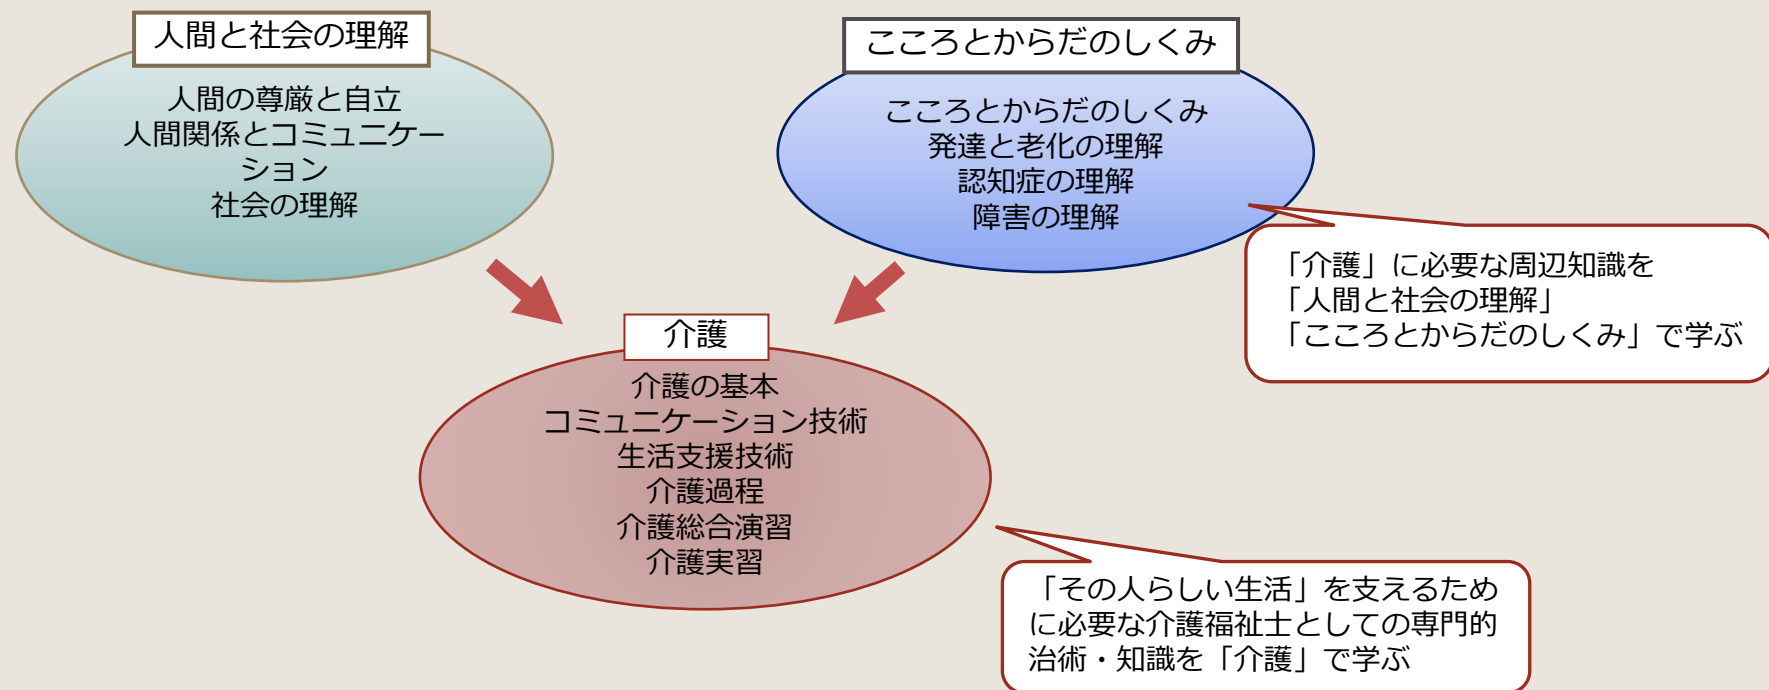 人間と社会の理解
人間の尊厳と自立
人間関係とコミュニケー
ション
社会の理解
こころとからだのしくみ
こころとからだのしくみ
発達と老化の理解
認知症の理解
障害の理解
「介護」に必要な周辺知識を
「人間と社会の理解」
「こころとからだのしくみ」で学ぶ
介護
介護の基本
コミュニケーション技術
生活支援技術
介護過程
介護総合演習
介護実習
「その人らしい生活」を支えるため
に必要な介護福祉士としての専門的
治術・知識を「介護」で学ぶ